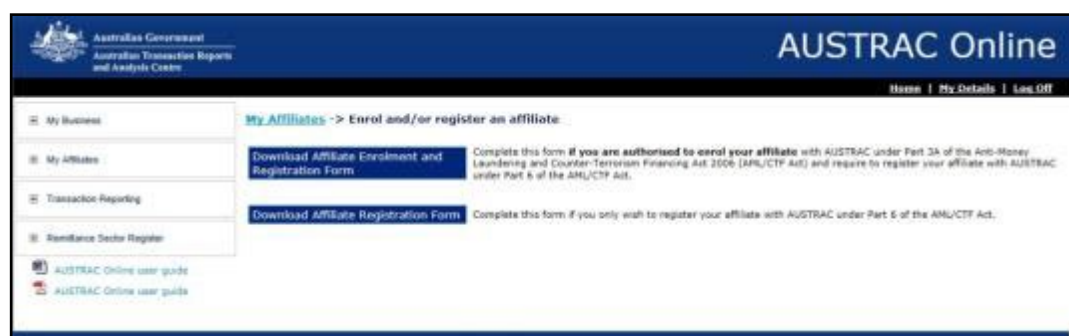 Australian Government
Australian Transaction Reports
and Analysis Centre
AUSTRAC Online
Home | My Details | Log Off
My Business
My Affiliates
Transaction Reporting
Remittance Sector Register
AUSTRAC Online user guide
AUSTRAC Online user guide
My Affiliates -> Enrol and/or register an affiliate
Download Affiliate Enrolment and
Registration Form
Complete this form if you are authorised to enrol your affiliate with AUSTRAC under Part 3A of the Anti-Money
Laundering and Counter-Terrorism Financing Act 2006 (AML/CTF Act) and require to register your affiliate with AUSTRAC
under Part 6 of the AML/CTF Act.
Download Affiliate Registration Form
Complete this form if you only wish to register your affiliate with AUSTRAC under Part 6 of the AML/CTF Act.